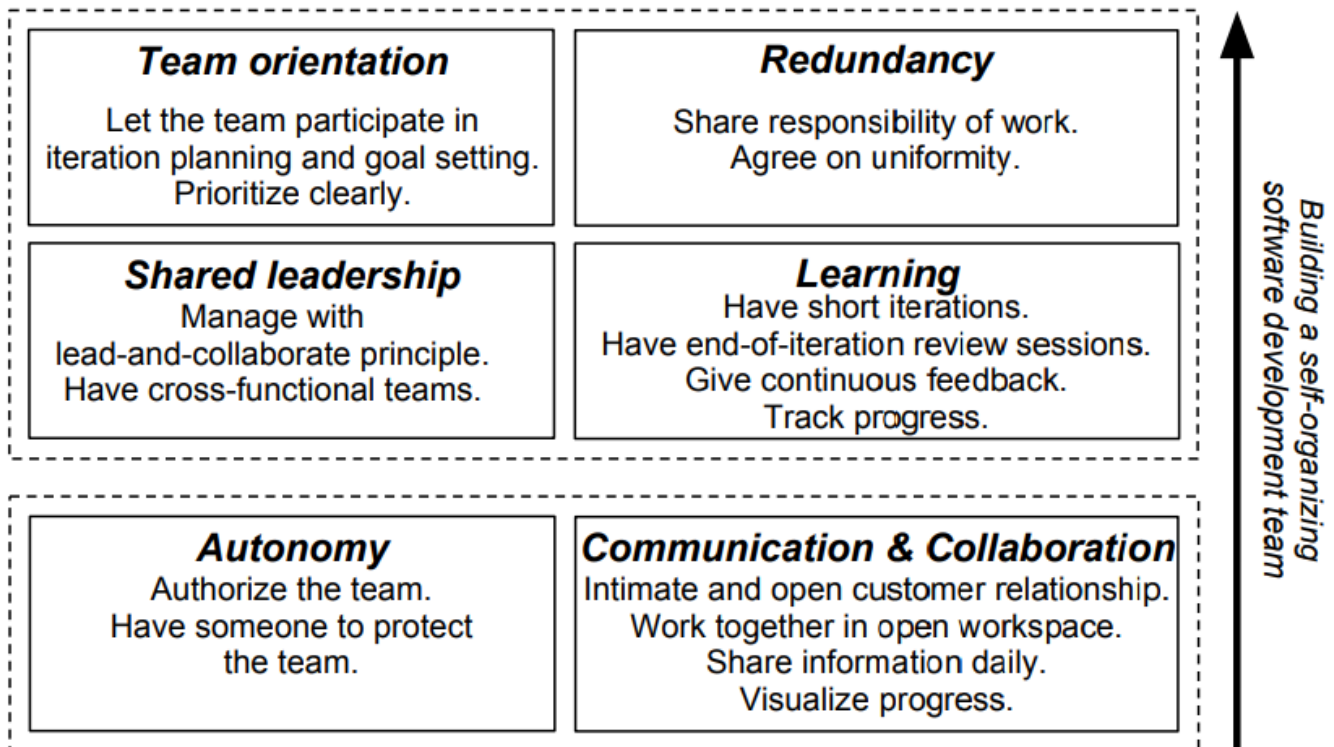 Team orientation
Let the team participate in
iteration planning and goal setting.
Prioritize clearly.
Redundancy
Share responsibility of work.
Agree on uniformity.
Shared leadership
Manage with
lead-and-collaborate principle.
Have cross-functional teams.
Learning
Have short iterations.
Have end-of-iteration review sessions.
Give continuous feedback.
Track progress.
Autonomy
Authorize the team.
Have someone to protect
the team.
Communication & Collaboration
Intimate and open customer relationship.
Work together in open workspace.
Share information daily.
Visualize progress.
Building a self-organizing
software development team